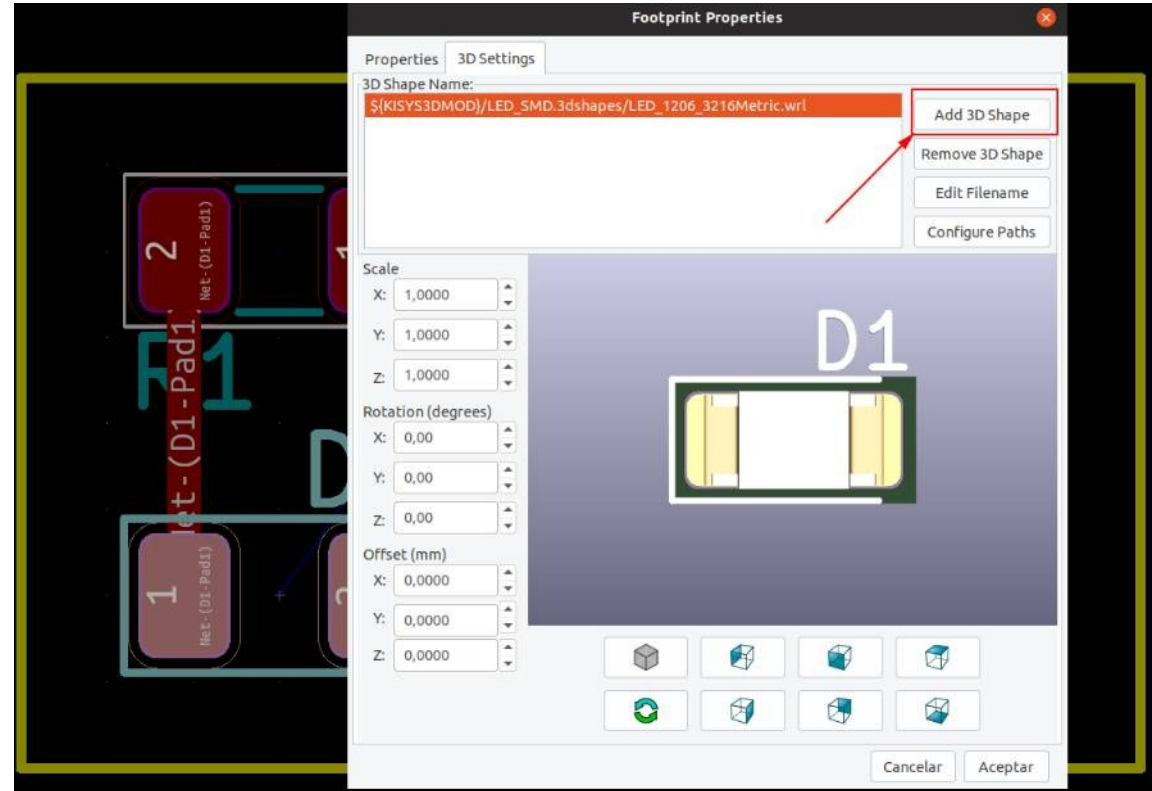 Footprint Properties
Properties 3D Settings
3D Shape Name:
${KISYS3DMOD}/LED_SMD.3dshapes/LED_1206_3216Metric.wrl
Add 3D Shape
Remove 3D Shape
Edit Filename
Configure Paths
Scale
X: 1,0000
Y: 1,0000
Z: 1,0000
Rotation (degrees)
X: 0,00
Y: 0,00
Z: 0,00
Offset (mm)
X: 0,0000
Y: 0,0000
Z: 0,0000
D1
Cancelar Aceptar
2
Net-(D1-Pad1)
R1
Net-(D1-Pad1)
D
1
Net-(D1-Pad1)